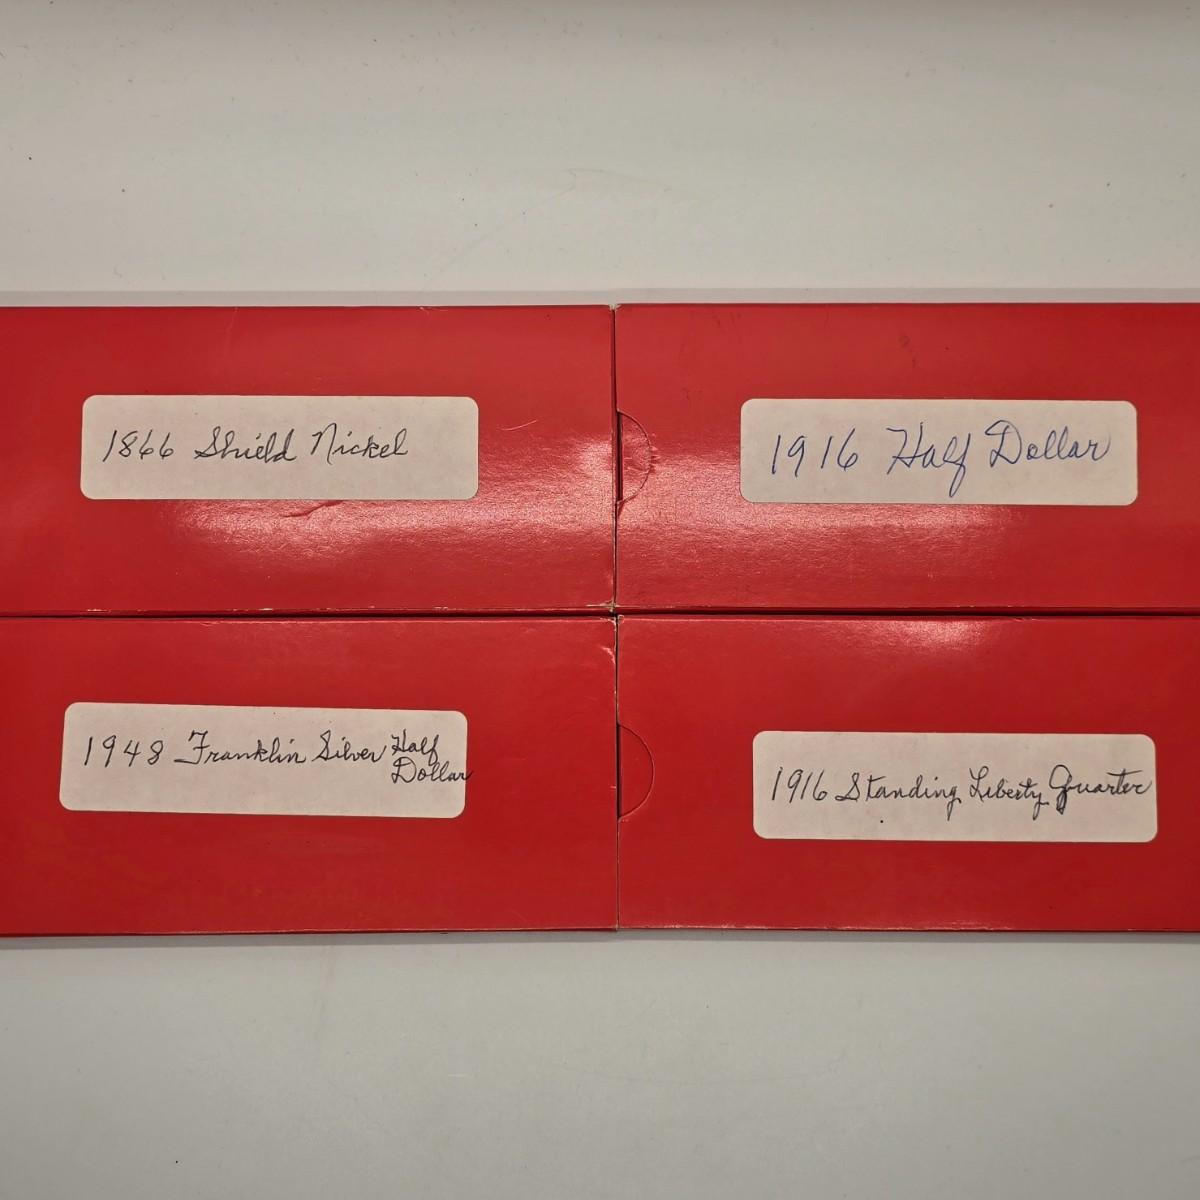 1866 Shield Nickel
1916 Half Dollar
1948 Franklin Silver Half
Dollar
1916 Standing Liberty Quarter